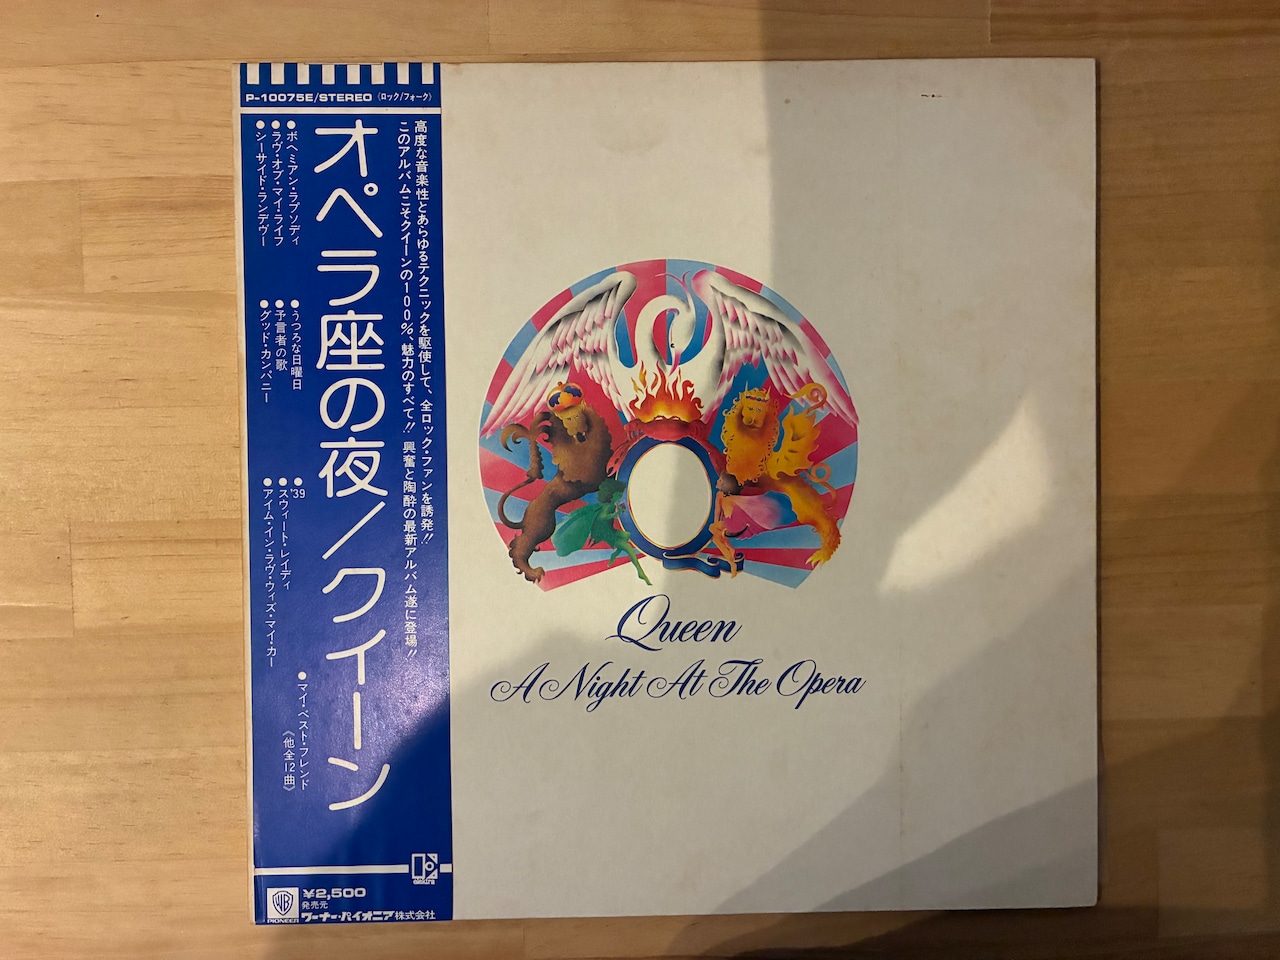 P-10075E/STEREO（ロック/フォーク）
高度な音楽性とあらゆるテクニックを駆使して、全ロック・ファンを誘発!!
このアルバムこそクイーンの100％、魅力のすべて!! 興奮と陶酔の最新アルバム遂に登場!!
オペラ座の夜／クイーン
●ボヘミアン・ラプソディ
●ラヴ・オブ・マイ・ライフ
●シーサイド・ランデヴー
●うつろな日曜日
●予言者の歌
●グッド・カンパニー
●'39
●スウィート・レイディ
●アイム・イン・ラヴ・ウィズ・マイ・カー
●マイ・ベスト・フレンド
《他全12曲》
elektra
WB
PIONEER
¥2,500
発売元
ワーナー・パイオニア株式会社
Queen
A Night At The Opera